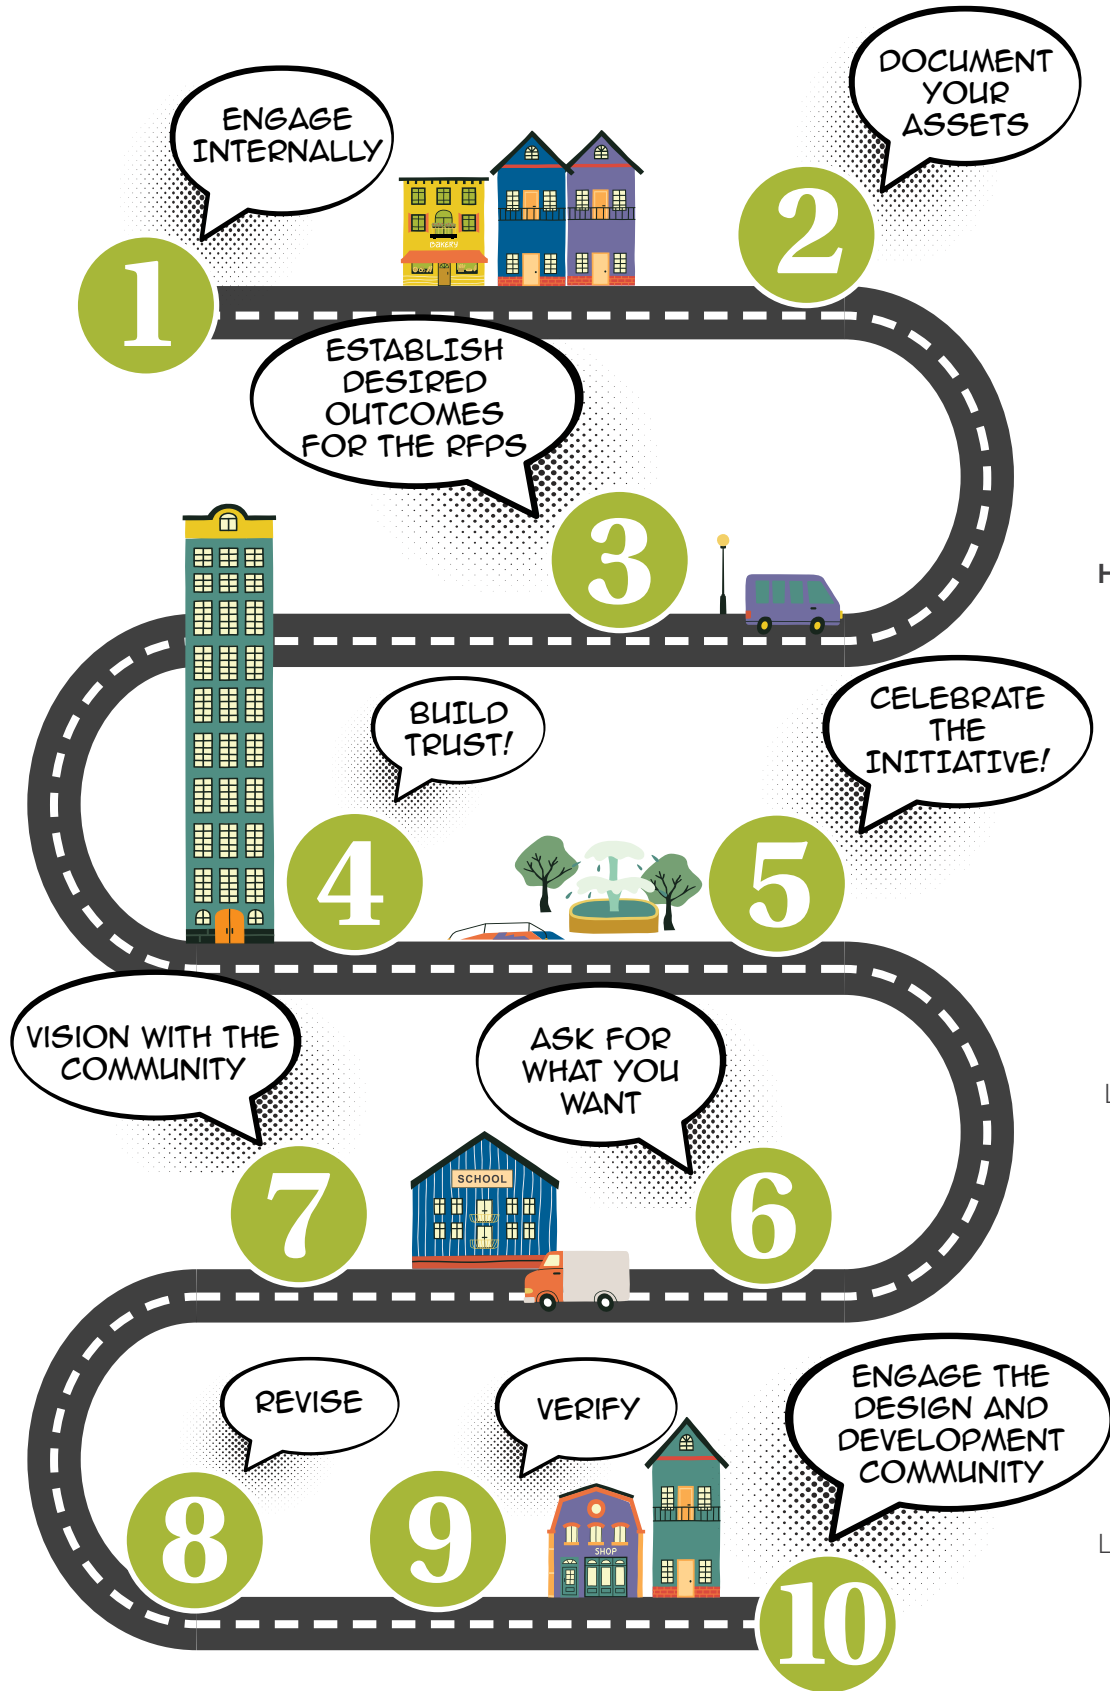 ENGAGE
INTERNALLY
1
DOCUMENT
YOUR
ASSETS
2
BAKERY
ESTABLISH
DESIRED
OUTCOMES
FOR THE RFPS
3
H
BUILD
TRUST!
4
CELEBRATE
THE
INITIATIVE!
5
ASK FOR
WHAT YOU
WANT
6
L
VISION WITH THE
COMMUNITY
7
SCHOOL
REVISE
8
VERIFY
9
SHOP
ENGAGE THE
DESIGN AND
DEVELOPMENT
COMMUNITY
10
L